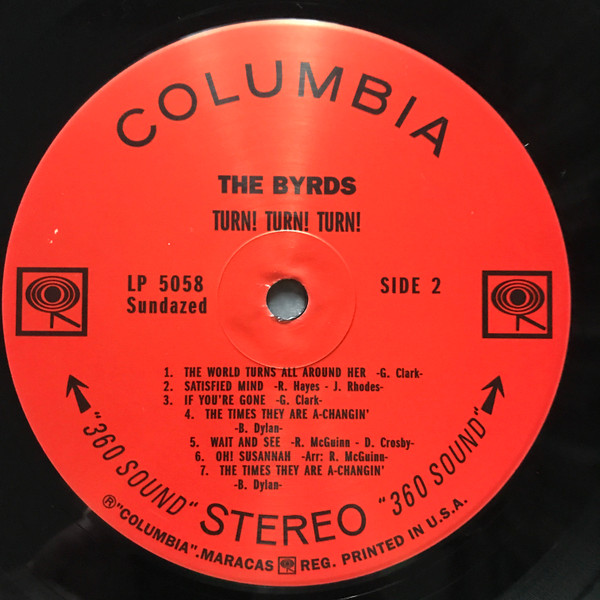 COLUMBIA
THE BYRDS
TURN! TURN! TURN!
LP 5058
Sundazed
SIDE 2
1. THE WORLD TURNS ALL AROUND HER -G. Clark-
2. SATISFIED MIND -R. Hayes - J. Rhodes-
3. IF YOU'RE GONE -G. Clark-
4. THE TIMES THEY ARE A-CHANGIN'
-B. Dylan-
5. WAIT AND SEE -R. McGuinn - D. Crosby-
6. OH! SUSANNAH -Arr: R. McGuinn-
7. THE TIMES THEY ARE A-CHANGIN'
-B. Dylan-
"360 SOUND" STEREO "360 SOUND"
Ⓡ"COLUMBIA".MARACAS REG. PRINTED IN U.S.A.